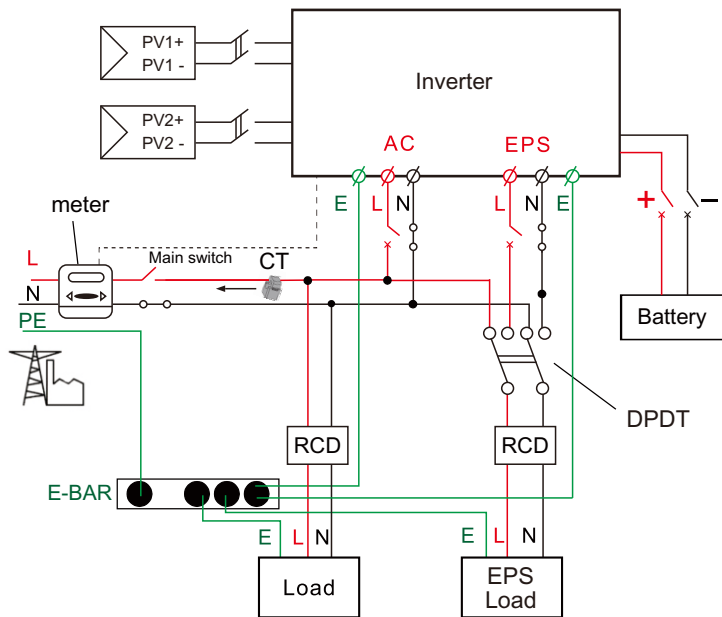 PV1+
PV1 -
PV2+
PV2 -
Inverter
AC
EPS
E
L
N
L
N
E
+
−
meter
L
Main switch
CT
N
PE
Battery
DPDT
RCD
RCD
E-BAR
E
L
N
E
L
N
Load
EPS
Load